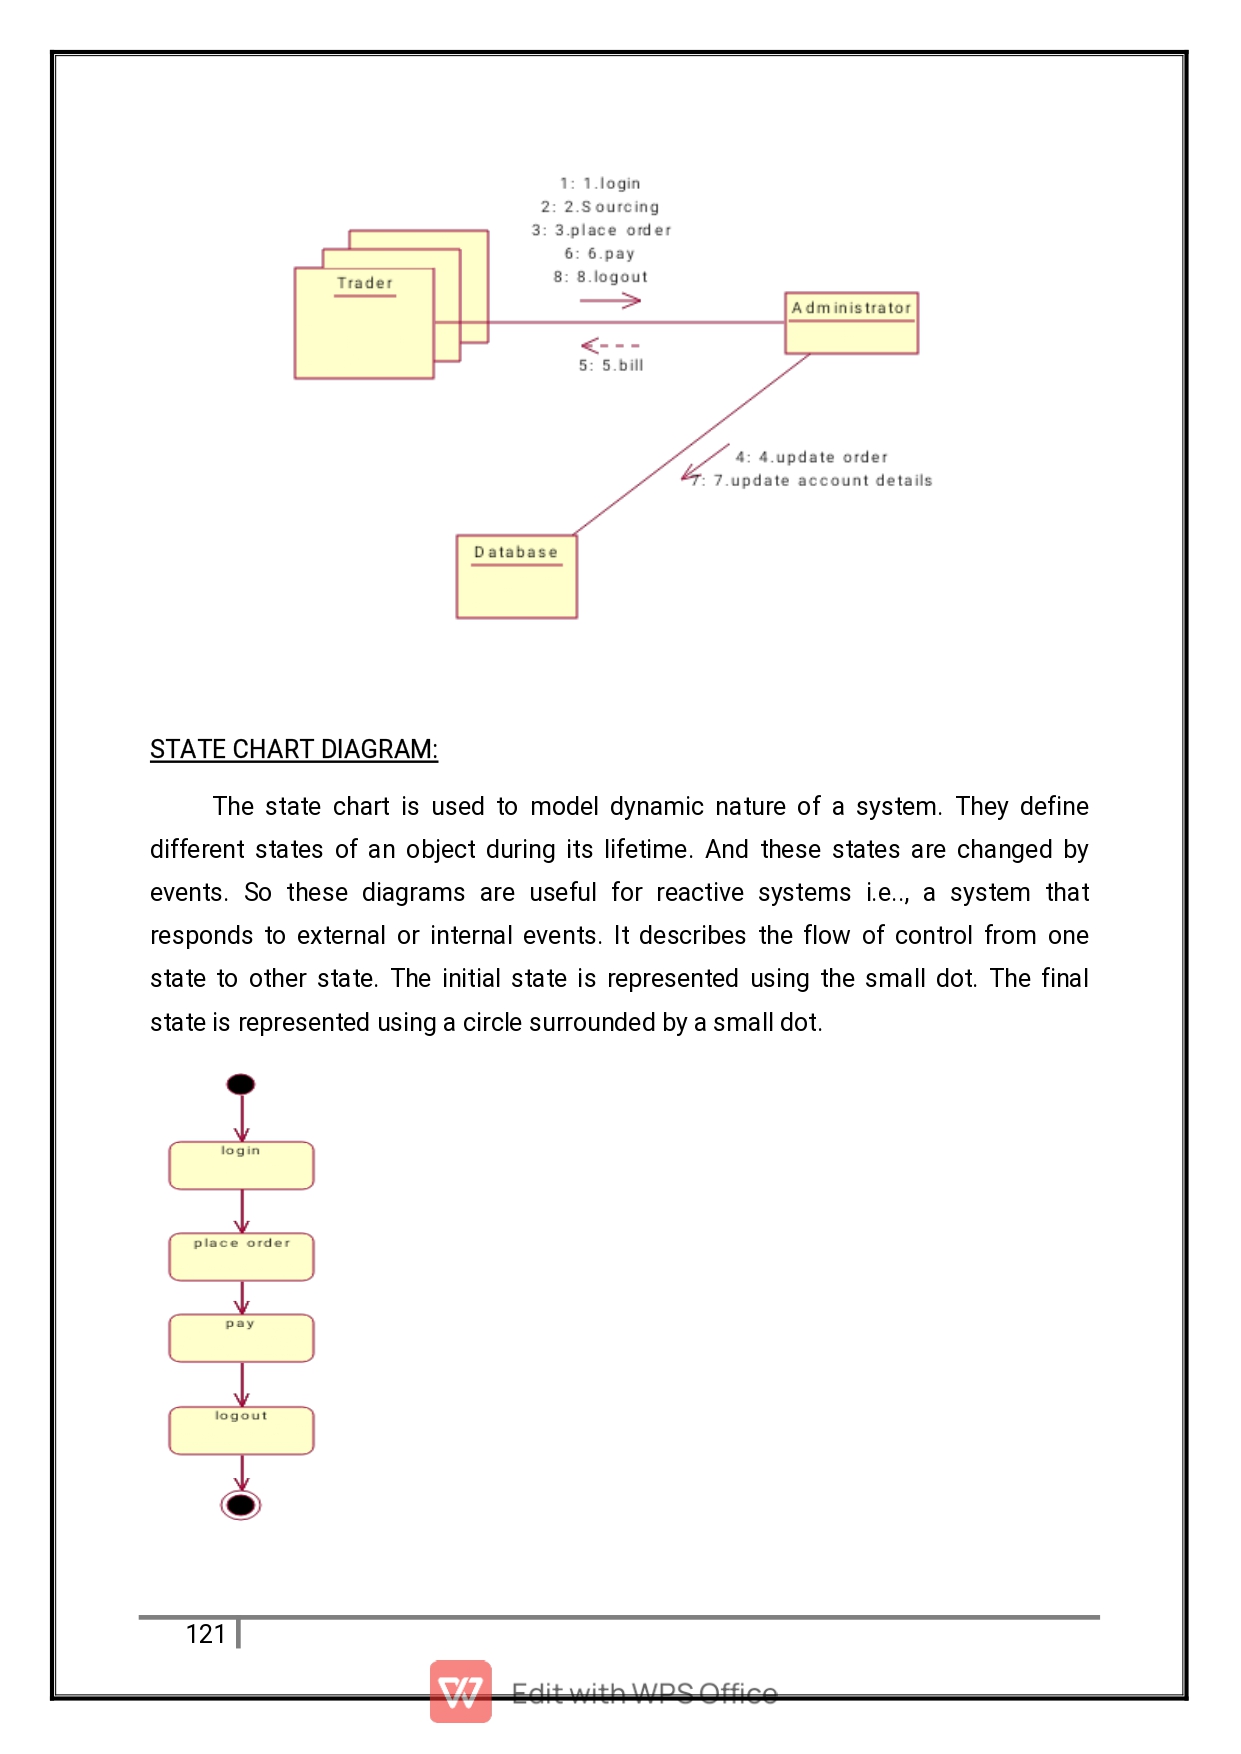 1: 1.login
2: 2.Sourcing
3: 3.place order
6: 6.pay
8: 8.logout
Trader
Administrator
5: 5.bill
4: 4.update order
7: 7.update account details
Database
STATE CHART DIAGRAM:
The state chart is used to model dynamic nature of a system. They define
different states of an object during its lifetime. And these states are changed by
events. So these diagrams are useful for reactive systems i.e.., a system that
responds to external or internal events. It describes the flow of control from one
state to other state. The initial state is represented using the small dot. The final
state is represented using a circle surrounded by a small dot.
login
place order
pay
logout
121
Edit with WPS Office